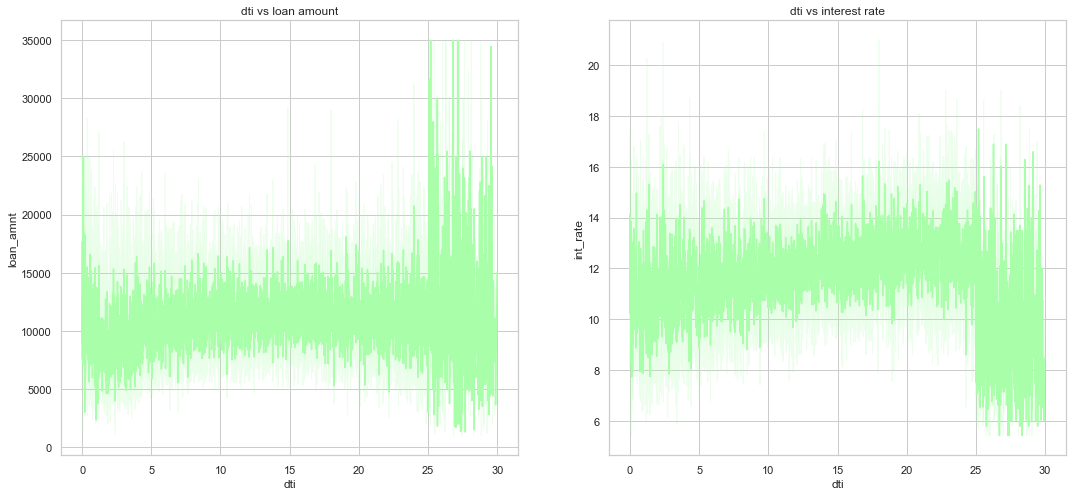 dti vs loan amount
35000
30000
25000
20000
15000
10000
5000
0
loan_amnt
0 5 10 15 20 25 30
dti
dti vs interest rate
20
18
16
14
12
10
8
6
int_rate
0 5 10 15 20 25 30
dti